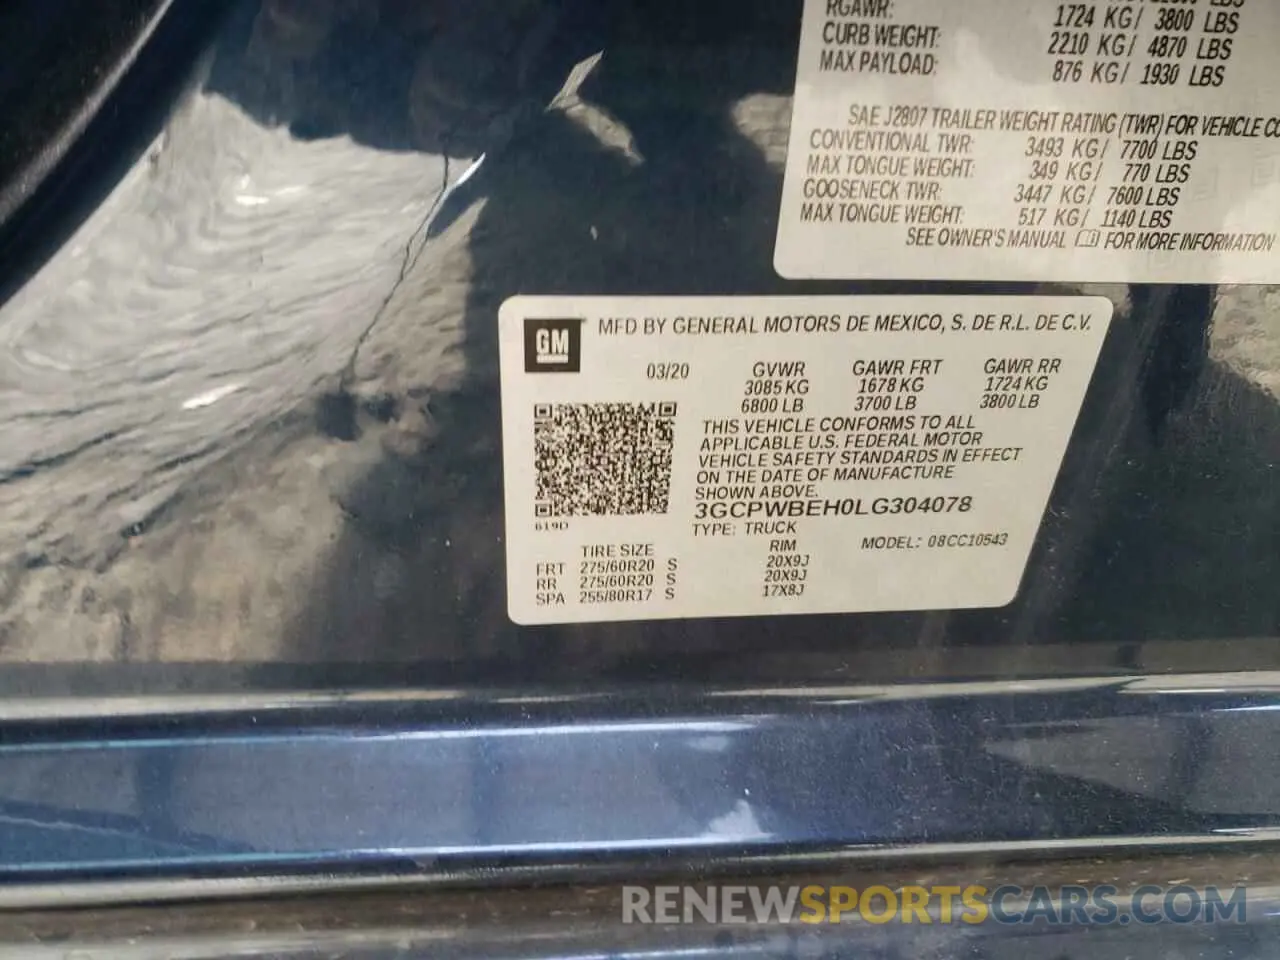 RGAWR: 1724 KG/ 3800 LBS
CURB WEIGHT: 2210 KG/ 4870 LBS
MAX PAYLOAD: 876 KG/ 1930 LBS
SAE J2807 TRAILER WEIGHT RATING (TWR) FOR VEHICLE
CONVENTIONAL TWR: 3493 KG/ 7700 LBS
MAX TONGUE WEIGHT: 349 KG/ 770 LBS
GOOSENECK TWR: 3447 KG/ 7600 LBS
MAX TONGUE WEIGHT: 517 KG/ 1140 LBS
SEE OWNER'S MANUAL FOR MORE INFORMATION
GM MFD BY GENERAL MOTORS DE MEXICO, S. DE R.L. DE C.V.
03/20 GVWR GAWR FRT GAWR RR
3085 KG 1678 KG 1724 KG
6800 LB 3700 LB 3800 LB
THIS VEHICLE CONFORMS TO ALL
APPLICABLE U.S. FEDERAL MOTOR
VEHICLE SAFETY STANDARDS IN EFFECT
ON THE DATE OF MANUFACTURE
SHOWN ABOVE.
3GCPWBEH0LG304078
619D
TYPE: TRUCK
MODEL: 08CC10543
TIRE SIZE RIM
FRT 275/60R20 S 20X9J
RR 275/60R20 S 20X9J
SPA 255/80R17 S 17X8J
RENEWSPORTSCARS.COM